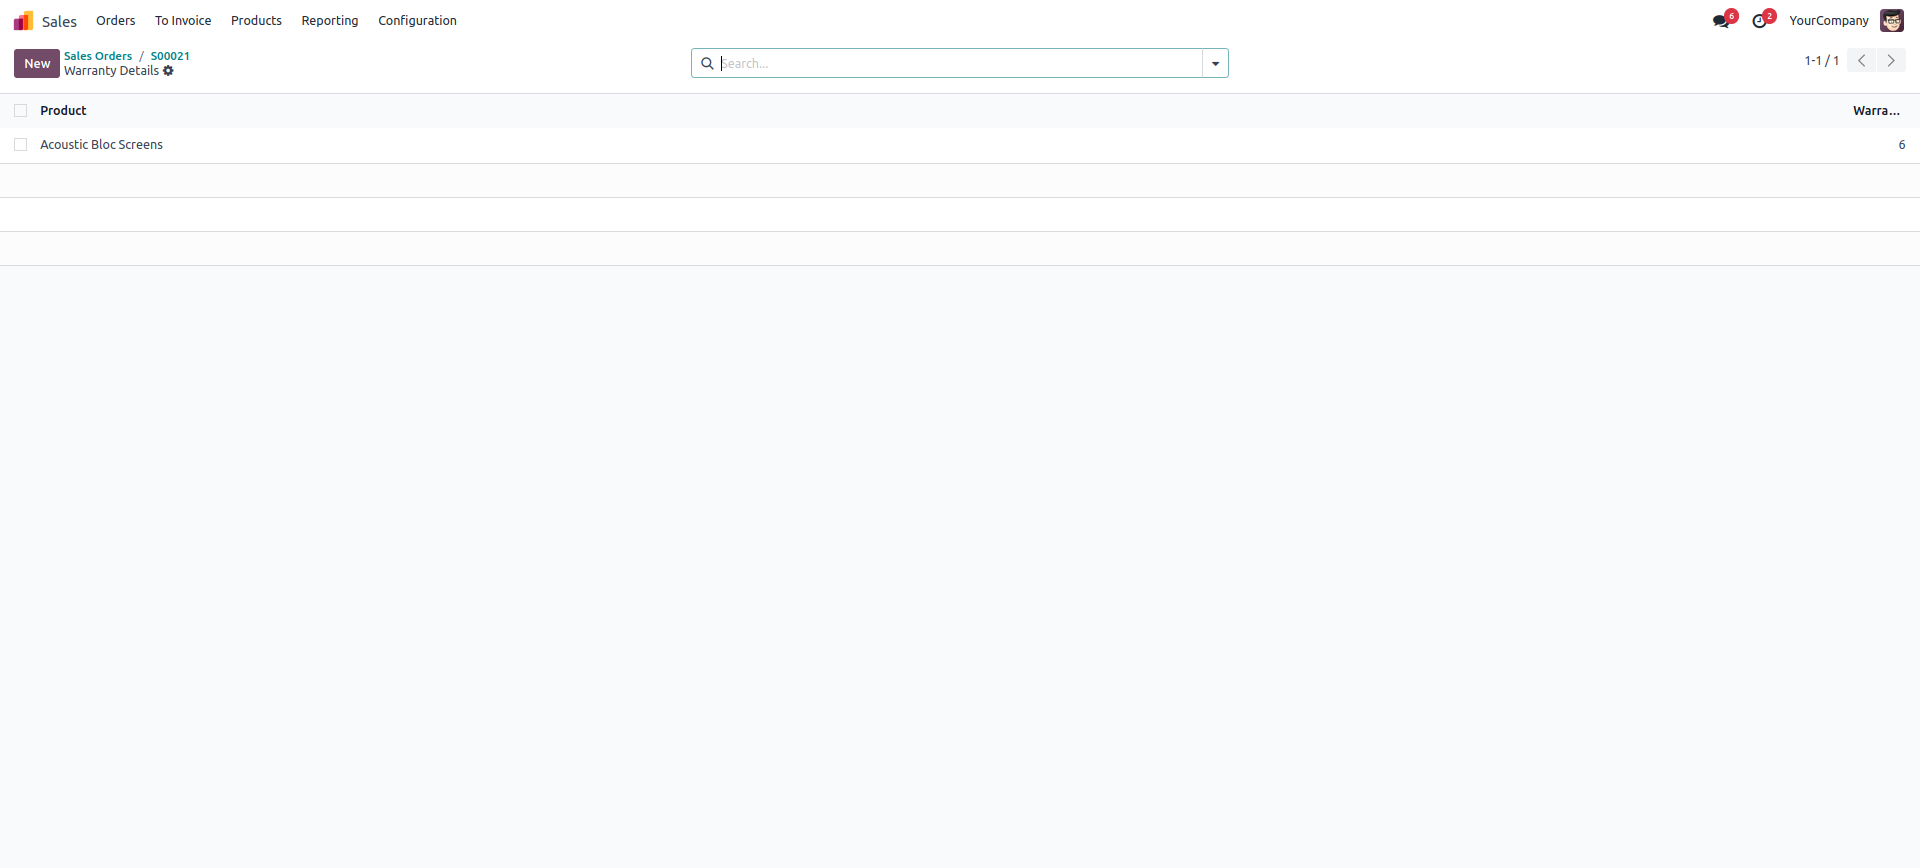 Sales Orders To Invoice Products Reporting Configuration 6 2 YourCompany
New Sales Orders / S00021
Warranty Details
Search...
1-1 / 1
Product Warra...
Acoustic Bloc Screens 6